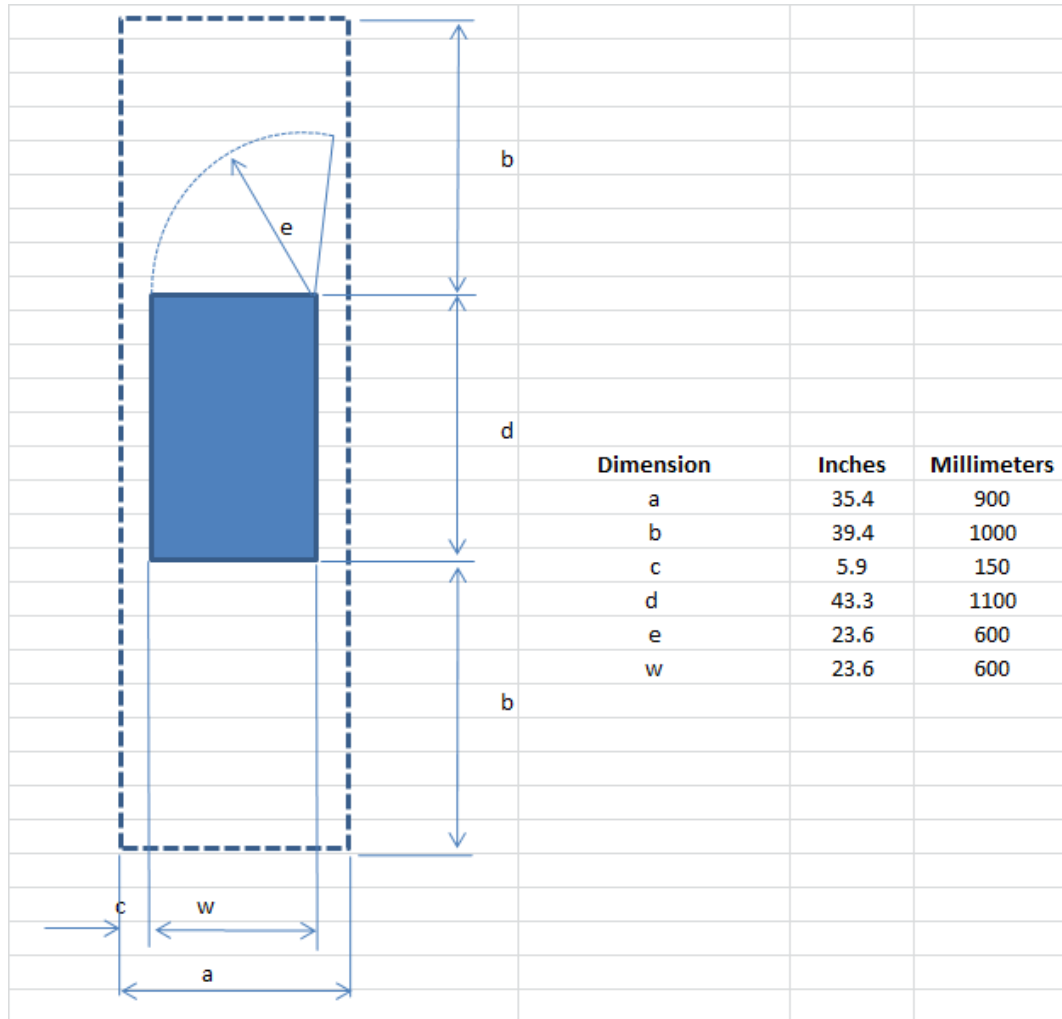 b
e
d
Dimension Inches Millimeters
a 35.4 900
b 39.4 1000
c 5.9 150
d 43.3 1100
e 23.6 600
w 23.6 600
b
c w
a